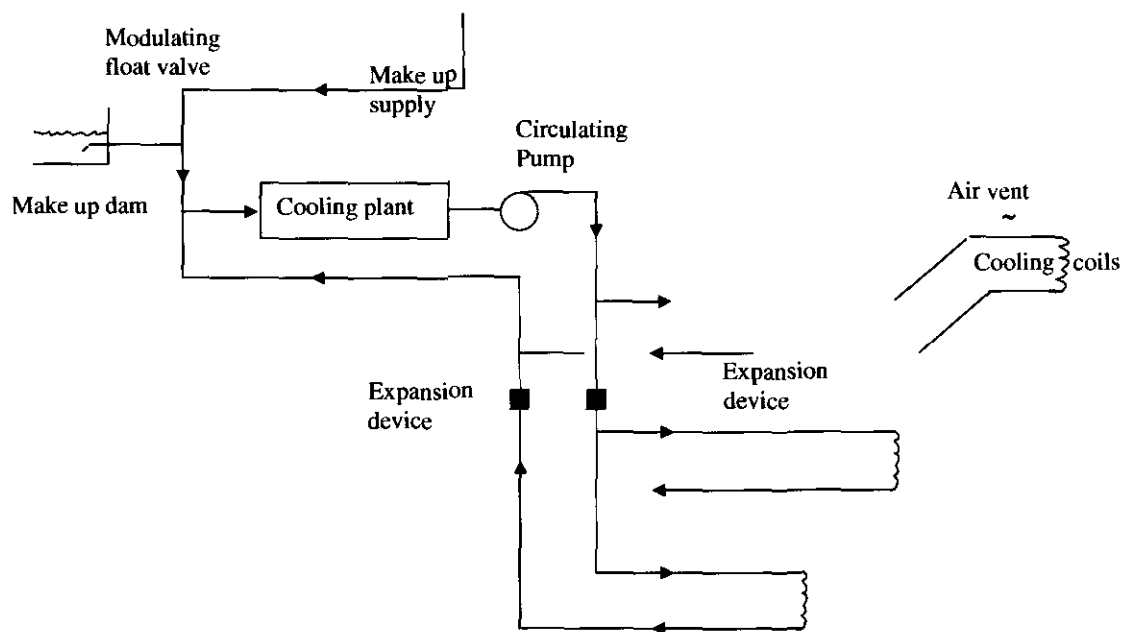 Modulating
float valve
Make up
supply
Circulating
Pump
Make up dam
Cooling plant
Air vent
~
Cooling coils
Expansion
device
Expansion
device